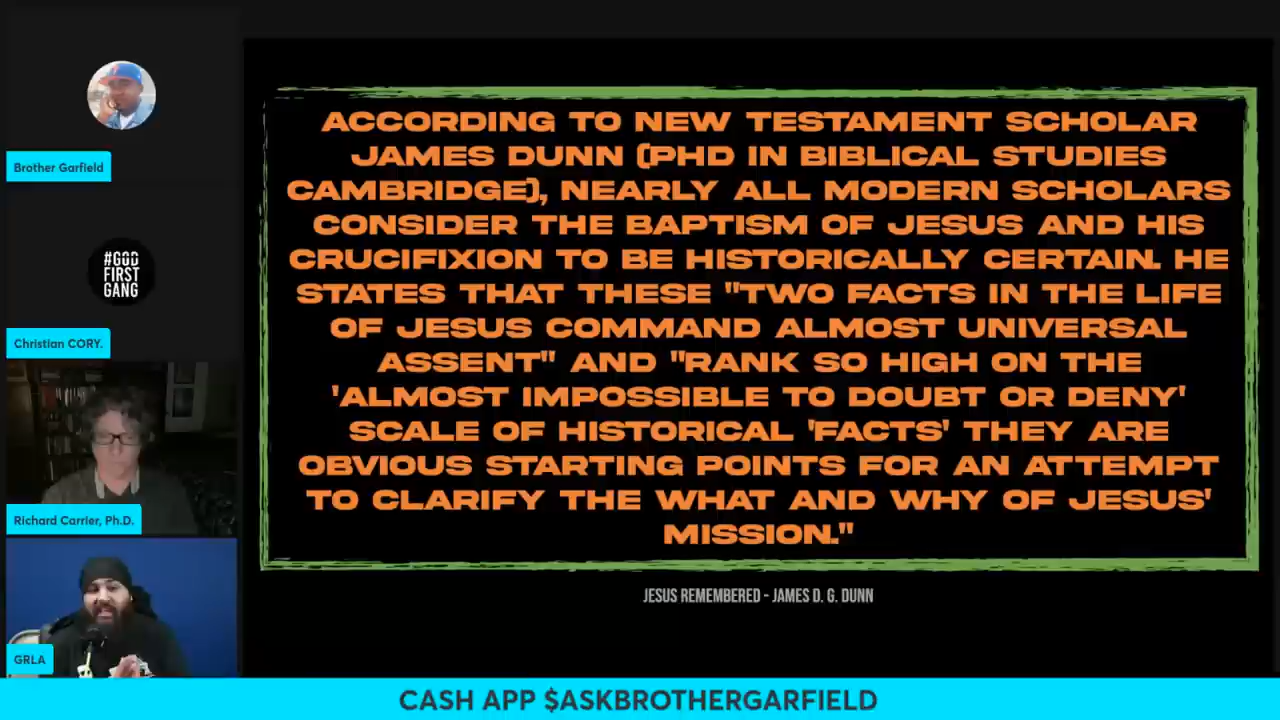 Brother Garfield
#GOD
FIRST
GANG
Christian CORY.
Richard Carrier, Ph.D.
GRLA
ACCORDING TO NEW TESTAMENT SCHOLAR
JAMES DUNN (PHD IN BIBLICAL STUDIES
CAMBRIDGE), NEARLY ALL MODERN SCHOLARS
CONSIDER THE BAPTISM OF JESUS AND HIS
CRUCIFIXION TO BE HISTORICALLY CERTAIN. HE
STATES THAT THESE "TWO FACTS IN THE LIFE
OF JESUS COMMAND ALMOST UNIVERSAL
ASSENT" AND "RANK SO HIGH ON THE
'ALMOST IMPOSSIBLE TO DOUBT OR DENY'
SCALE OF HISTORICAL 'FACTS' THEY ARE
OBVIOUS STARTING POINTS FOR AN ATTEMPT
TO CLARIFY THE WHAT AND WHY OF JESUS'
MISSION."
JESUS REMEMBERED - JAMES D. G. DUNN
CASH APP $ASKBROTHERGARFIELD